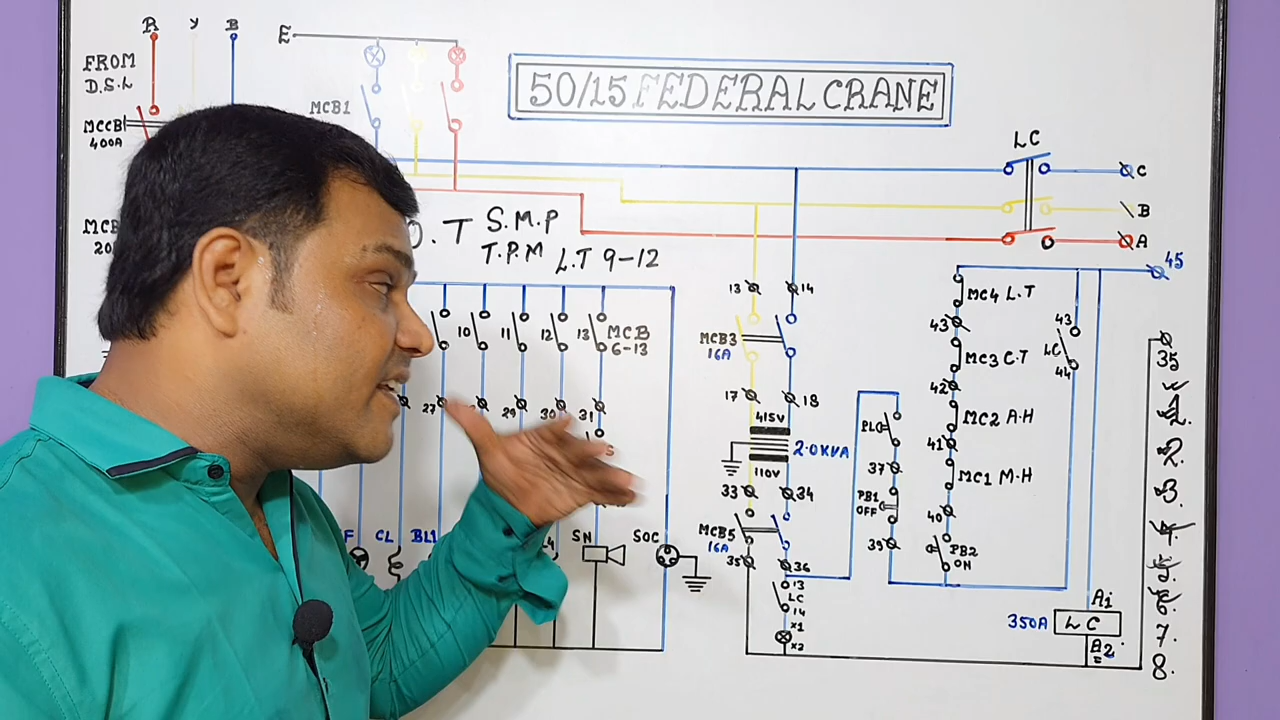 R Y B
E
FROM
D.S.L
MCB1
50/15 FEDERAL CRANE
MCCB
400A
LC
C
B
A
.T
S.M.P
T.P.M
L.T 9-12
45
13 14
MC4 L.T
10 11 12 13 MCB
6-13
MCB3
16A
43
43
LC
44
MC3 C.T
35
42
27 29 30 31
17 18
415V
PL
MC2 A.H
1.
41
2.0KVA
2.
110V
37
MC1 M.H
33 34
PB1
OFF
3.
40
4.
MCB5
16A
39
PB2
ON
F CL BL1 SN SOC
35 36
5.
13
LC
14
A1
6.
X1
350A LC
7.
X2
A2
8.